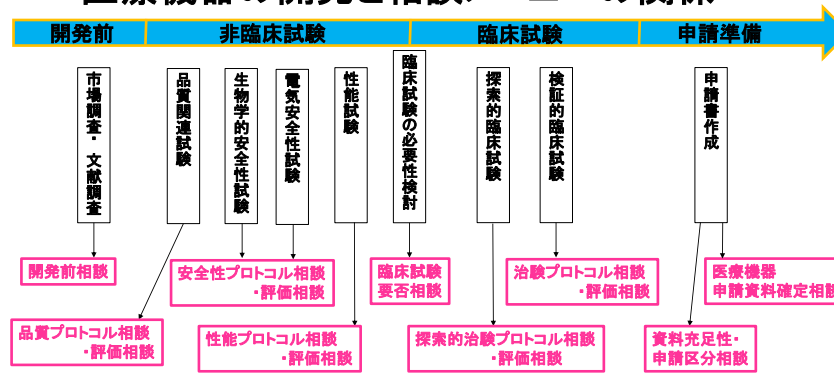 開発前 非臨床試験 臨床試験 申請準備
市場調査・文献調査
品質関連試験
生物学的安全性試験
電気安全性試験
性能試験
臨床試験の必要性検討
探索的臨床試験
検証的臨床試験
申請書作成
開発前相談
安全性プロトコル相談
・評価相談
臨床試験
要否相談
治験プロトコル相談
・評価相談
医療機器
申請資料確定相談
品質プロトコル相談
・評価相談
性能プロトコル相談
・評価相談
探索的治験プロトコル相談
・評価相談
資料充足性・
申請区分相談